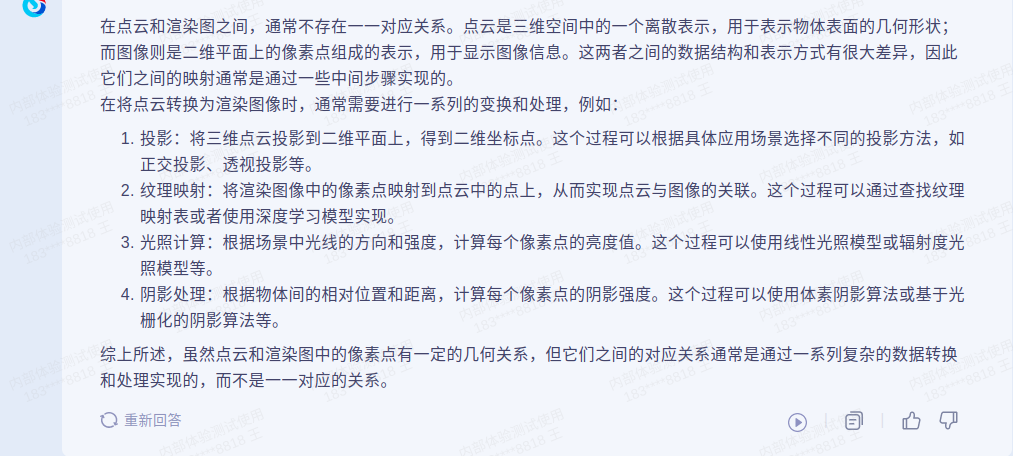 在点云和渲染图之间，通常不存在一一对应关系。点云是三维空间中的一个离散表示，用于表示物体表面的几何形状；
而图像则是二维平面上的像素点组成的表示，用于显示图像信息。这两者之间的数据结构和表示方式有很大差异，因此
它们之间的映射通常是通过一些中间步骤实现的。
在将点云转换为渲染图像时，通常需要进行一系列的变换和处理，例如：
1. 投影：将三维点云投影到二维平面上，得到二维坐标点。这个过程可以根据具体应用场景选择不同的投影方法，如
正交投影、透视投影等。
2. 纹理映射：将渲染图像中的像素点映射到点云中的点上，从而实现点云与图像的关联。这个过程可以通过查找纹理
映射表或者使用深度学习模型实现。
3. 光照计算：根据场景中光线的方向和强度，计算每个像素点的亮度值。这个过程可以使用线性光照模型或辐射度光
照模型等。
4. 阴影处理：根据物体间的相对位置和距离，计算每个像素点的阴影强度。这个过程可以使用体素阴影算法或基于光
栅化的阴影算法等。
综上所述，虽然点云和渲染图中的像素点有一定的几何关系，但它们之间的对应关系通常是通过一系列复杂的数据转换
和处理实现的，而不是一一对应的关系。
重新回答
内部体验测试使用
183****8818 王